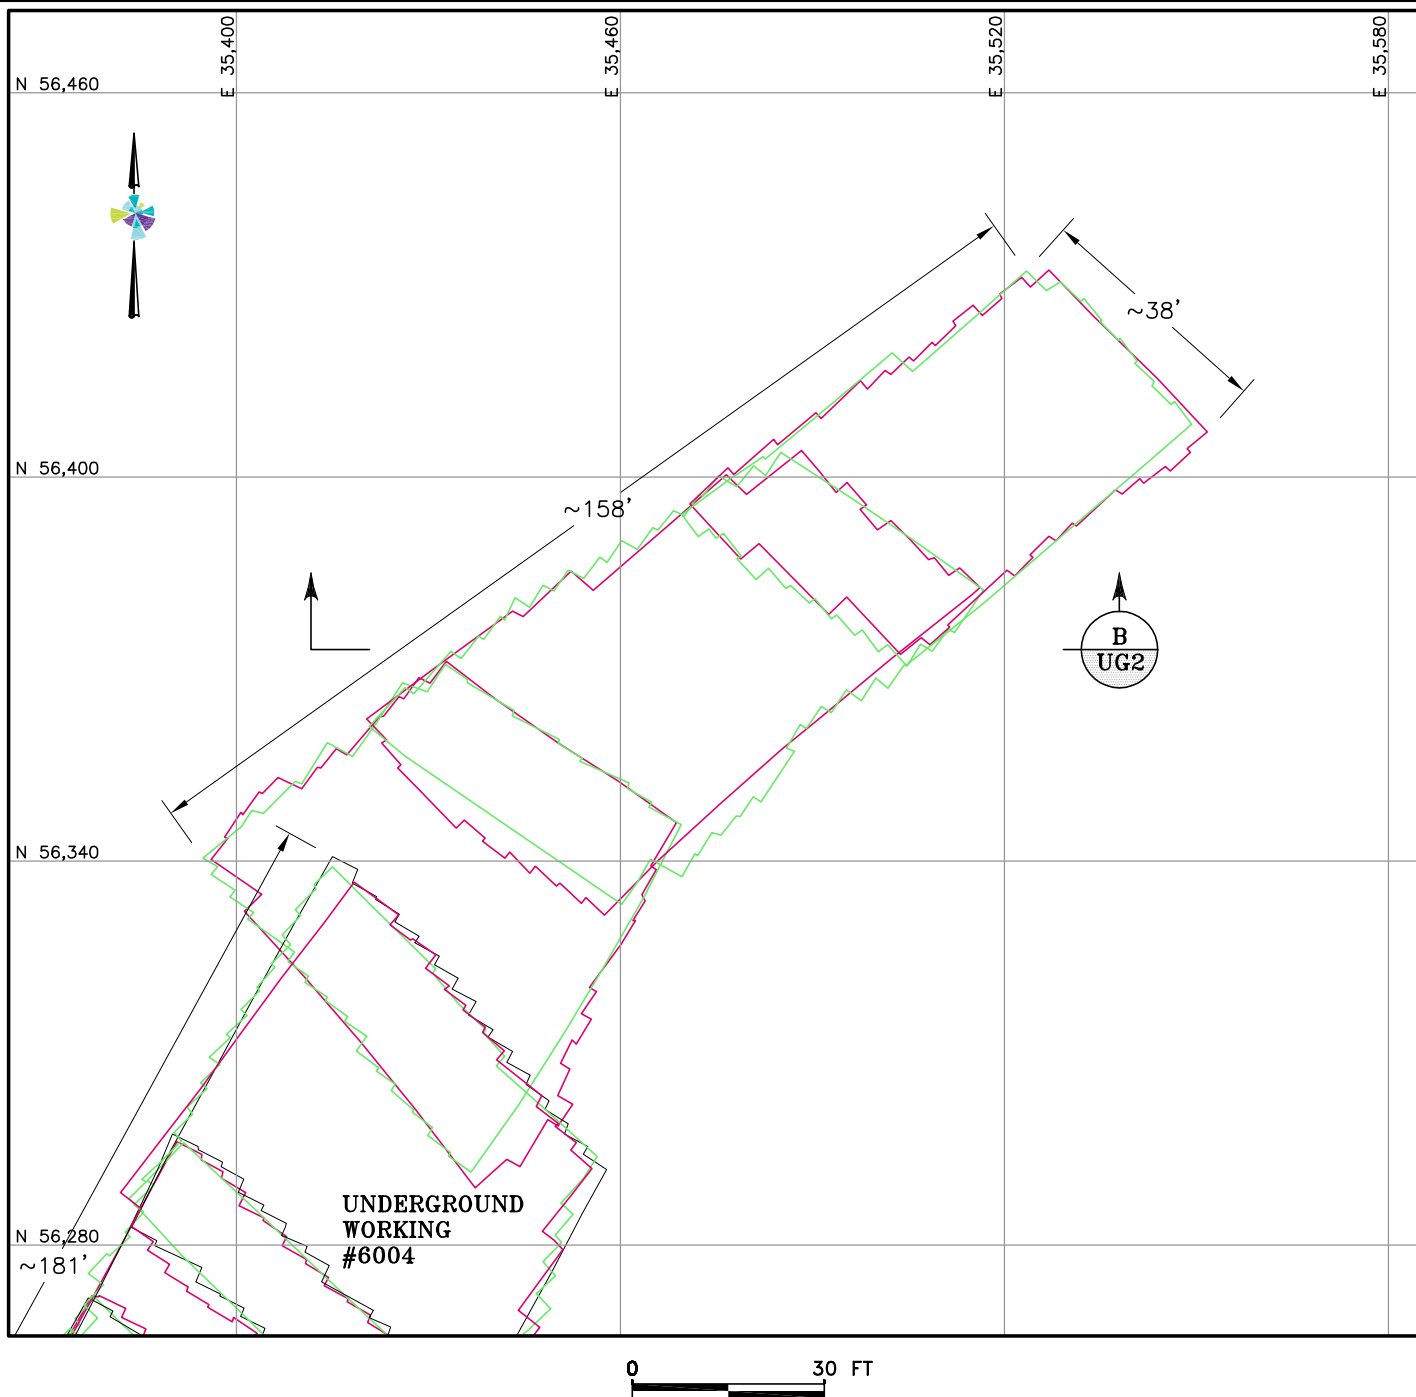 E 35,400
E 35,460
E 35,520
E 35,580
N 56,460
~38'
N 56,400
~158'
B
UG2
N 56,340
UNDERGROUND
WORKING
#6004
N 56,280
~181'
0 30 FT